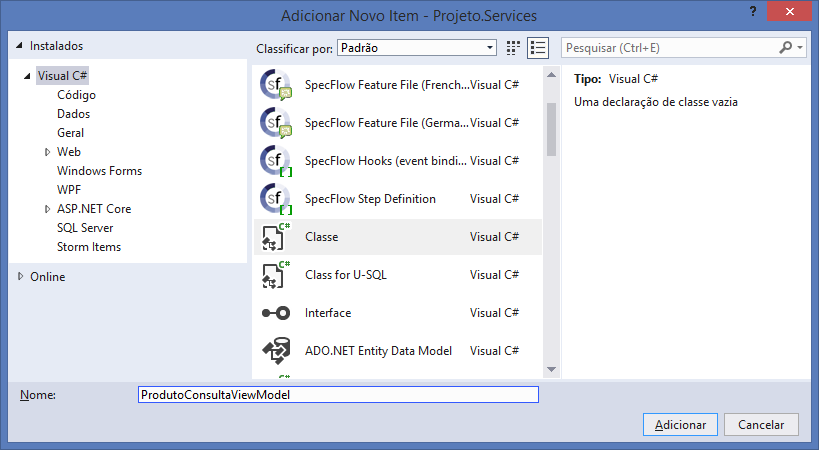 Adicionar Novo Item - Projeto.Services
?
Instalados
Classificar por: Padrão
Pesquisar (Ctrl+E)
Visual C#
Código
Dados
Geral
Web
Windows Forms
WPF
ASP.NET Core
SQL Server
Storm Items
Online
SpecFlow Feature File (French... Visual C#
SpecFlow Feature File (Germa... Visual C#
SpecFlow Hooks (event bindi... Visual C#
SpecFlow Step Definition Visual C#
Classe Visual C#
Class for U-SQL Visual C#
Interface Visual C#
ADO.NET Entity Data Model Visual C#
Tipo: Visual C#
Uma declaração de classe vazia
Nome: ProdutoConsultaViewModel
Adicionar Cancelar